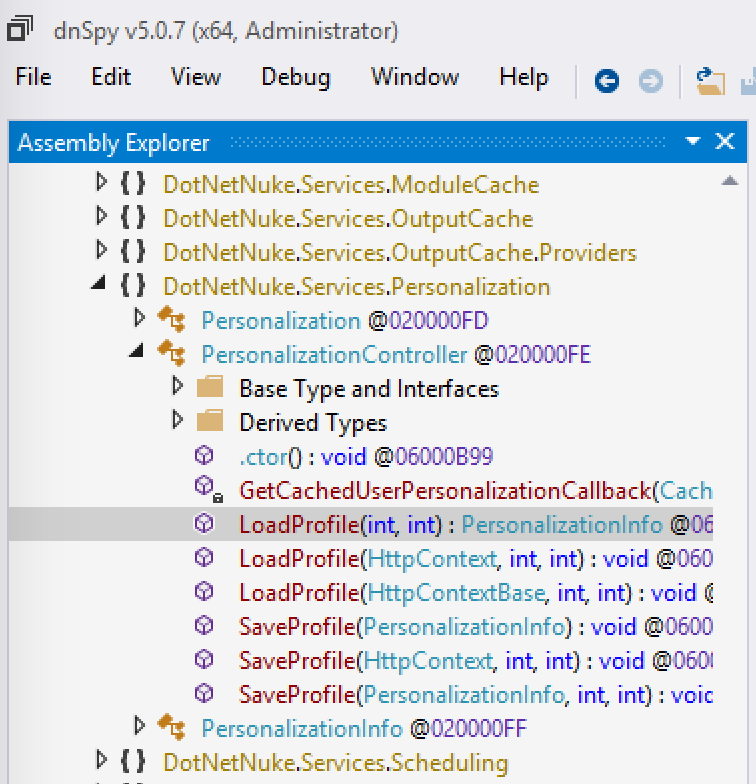 dnSpy v5.0.7 (x64, Administrator)
File Edit View Debug Window Help
Assembly Explorer
{ } DotNetNuke.Services.ModuleCache
{ } DotNetNuke.Services.OutputCache
{ } DotNetNuke.Services.OutputCache.Providers
{ } DotNetNuke.Services.Personalization
Personalization @020000FD
PersonalizationController @020000FE
Base Type and Interfaces
Derived Types
.ctor() : void @06000B99
GetCachedUserPersonalizationCallback(Cach
LoadProfile(int, int) : PersonalizationInfo @06
LoadProfile(HttpContext, int, int) : void @060
LoadProfile(HttpContextBase, int, int) : void @
SaveProfile(PersonalizationInfo) : void @0600
SaveProfile(HttpContext, int, int) : void @060
SaveProfile(PersonalizationInfo, int, int) : void
PersonalizationInfo @020000FF
{ } DotNetNuke.Services.Scheduling